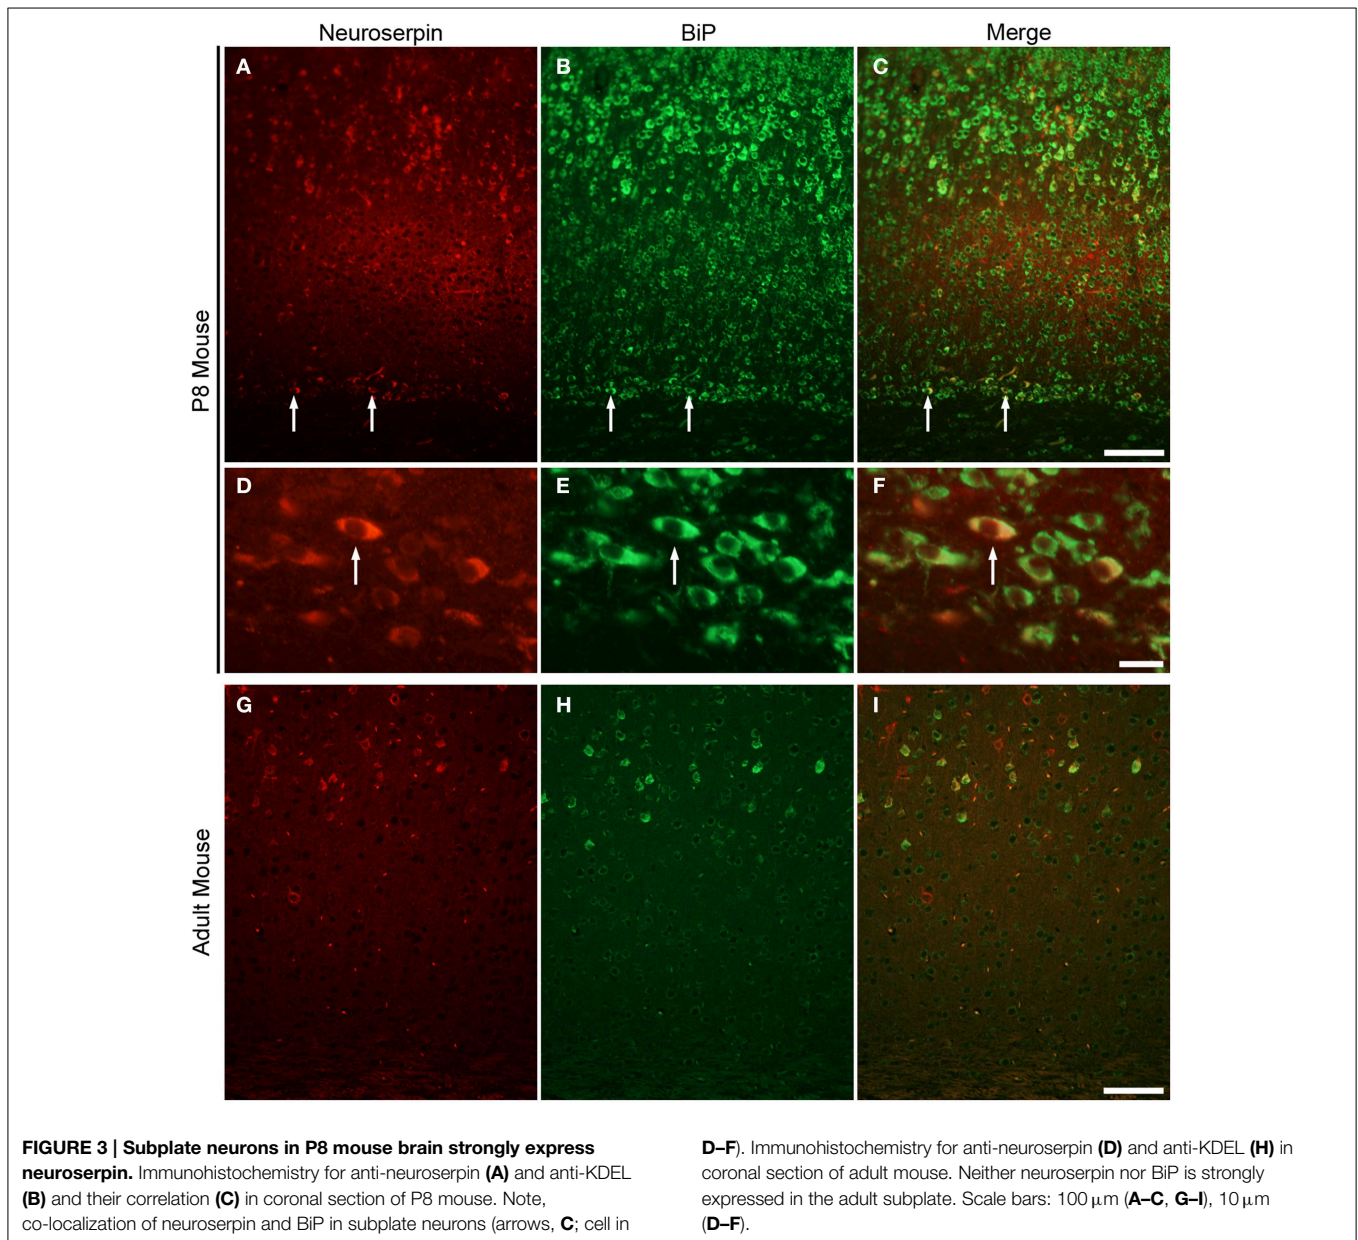 Neuroserpin BiP Merge
P8 Mouse
A B C
D E F
Adult Mouse
G H I
FIGURE 3 | Subplate neurons in P8 mouse brain strongly express
neuroserpin. Immunohistochemistry for anti-neuroserpin (A) and anti-KDEL
(B) and their correlation (C) in coronal section of P8 mouse. Note,
co-localization of neuroserpin and BiP in subplate neurons (arrows, C; cell in
D–F). Immunohistochemistry for anti-neuroserpin (D) and anti-KDEL (H) in
coronal section of adult mouse. Neither neuroserpin nor BiP is strongly
expressed in the adult subplate. Scale bars: 100 μm (A–C, G–I), 10 μm
(D–F).